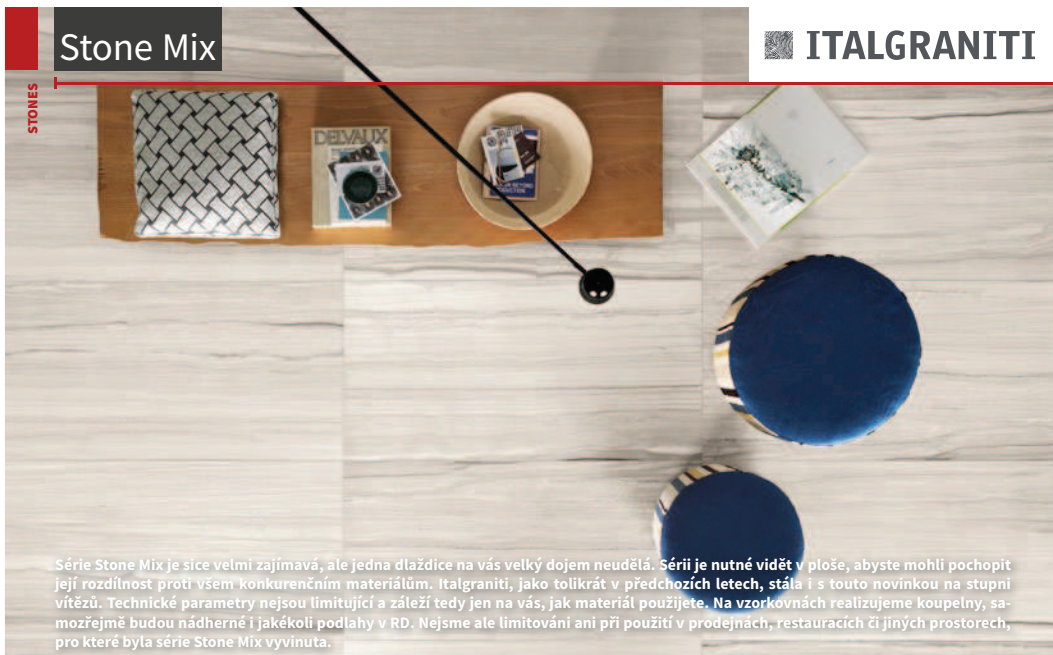 Stone Mix
ITALGRANITI
STONES
DELVAUX
Série Stone Mix je sice velmi zajímavá, ale jedna dlaždice na vás velký dojem neudělá. Sérii je nutné vidět v ploše, abyste mohli pochopit
její rozdílnost proti všem konkurenčním materiálům. Italgraniti, jako tolikrát v předchozích letech, stála i s touto novinkou na stupni
vítězů. Technické parametry nejsou limitující a záleží tedy jen na vás, jak materiál použijete. Na vzorkovnách realizujeme koupelny, sa-
mozřejmě budou nádherné i jakékoli podlahy v RD. Nejsme ale limitováni ani při použití v prodejnách, restauracích či jiných prostorech,
pro které byla série Stone Mix vyvinuta.